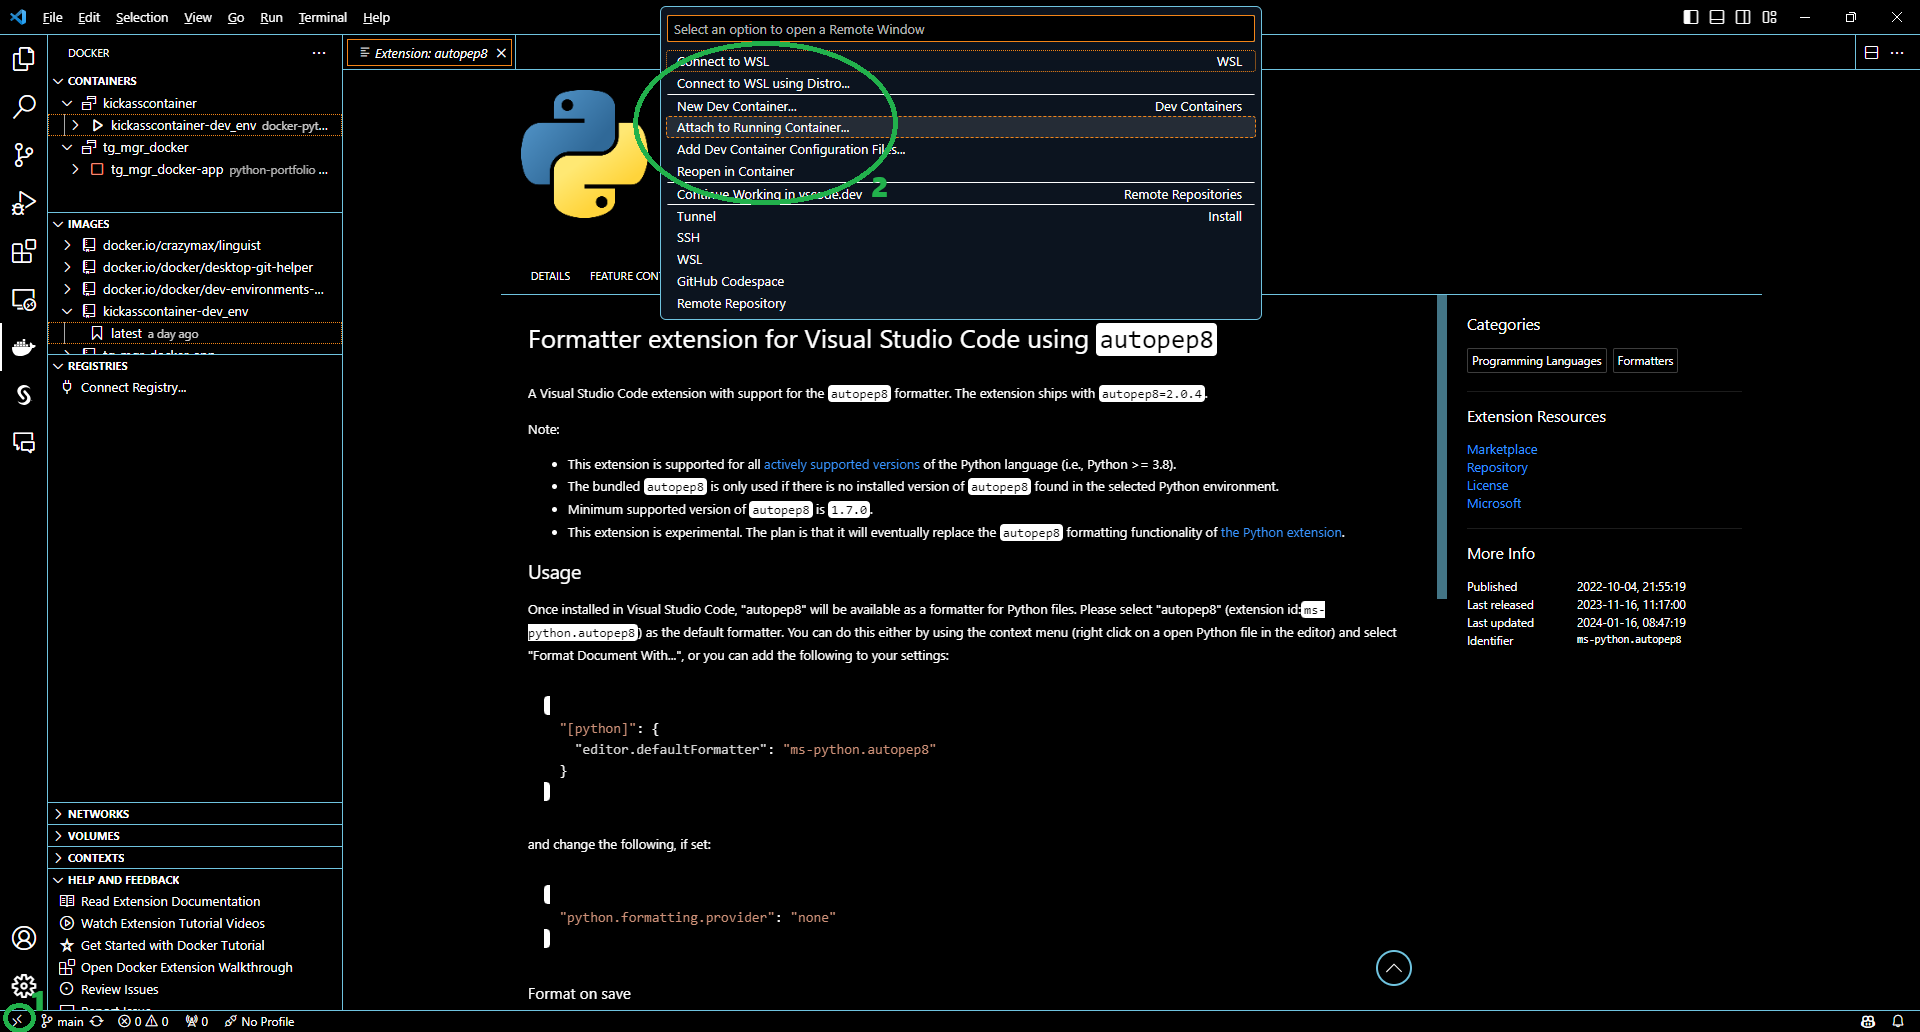 File Edit Selection View Go Run Terminal Help
Select an option to open a Remote Window
Connect to WSL WSL
Connect to WSL using Distro...
New Dev Container... Dev Containers
Attach to Running Container...
Add Dev Container Configuration Files...
Reopen in Container
Continue Working in vscode.dev Remote Repositories
Tunnel Install
SSH
WSL
GitHub Codespace
Remote Repository
2
DOCKER
CONTAINERS
kickasscontainer
kickasscontainer-dev_env docker-pyt...
tg_mgr_docker
tg_mgr_docker-app python-portfolio ...
IMAGES
docker.io/crazymax/linguist
docker.io/docker/desktop-git-helper
docker.io/docker/dev-environments-...
kickasscontainer-dev_env
latest a day ago
tg_mgr_docker-app
REGISTRIES
Connect Registry...
NETWORKS
VOLUMES
CONTEXTS
HELP AND FEEDBACK
Read Extension Documentation
Watch Extension Tutorial Videos
Get Started with Docker Tutorial
Open Docker Extension Walkthrough
Review Issues
Report Issue
1
Extension: autopep8
DETAILS FEATURE CONT
Formatter extension for Visual Studio Code using autopep8
A Visual Studio Code extension with support for the autopep8 formatter. The extension ships with autopep8=2.0.4.
Note:
• This extension is supported for all actively supported versions of the Python language (i.e., Python >= 3.8).
• The bundled autopep8 is only used if there is no installed version of autopep8 found in the selected Python environment.
• Minimum supported version of autopep8 is 1.7.0.
• This extension is experimental. The plan is that it will eventually replace the autopep8 formatting functionality of the Python extension.
Usage
Once installed in Visual Studio Code, "autopep8" will be available as a formatter for Python files. Please select "autopep8" (extension id:ms-
python.autopep8) as the default formatter. You can do this either by using the context menu (right click on a open Python file in the editor) and select
"Format Document With...", or you can add the following to your settings:
"[python]": {
"editor.defaultFormatter": "ms-python.autopep8"
}
and change the following, if set:
"python.formatting.provider": "none"
Format on save
Categories
Programming Languages Formatters
Extension Resources
Marketplace
Repository
License
Microsoft
More Info
Published 2022-10-04, 21:55:19
Last released 2023-11-16, 11:17:00
Last updated 2024-01-16, 08:47:19
Identifier ms-python.autopep8
main 0 0 0 No Profile